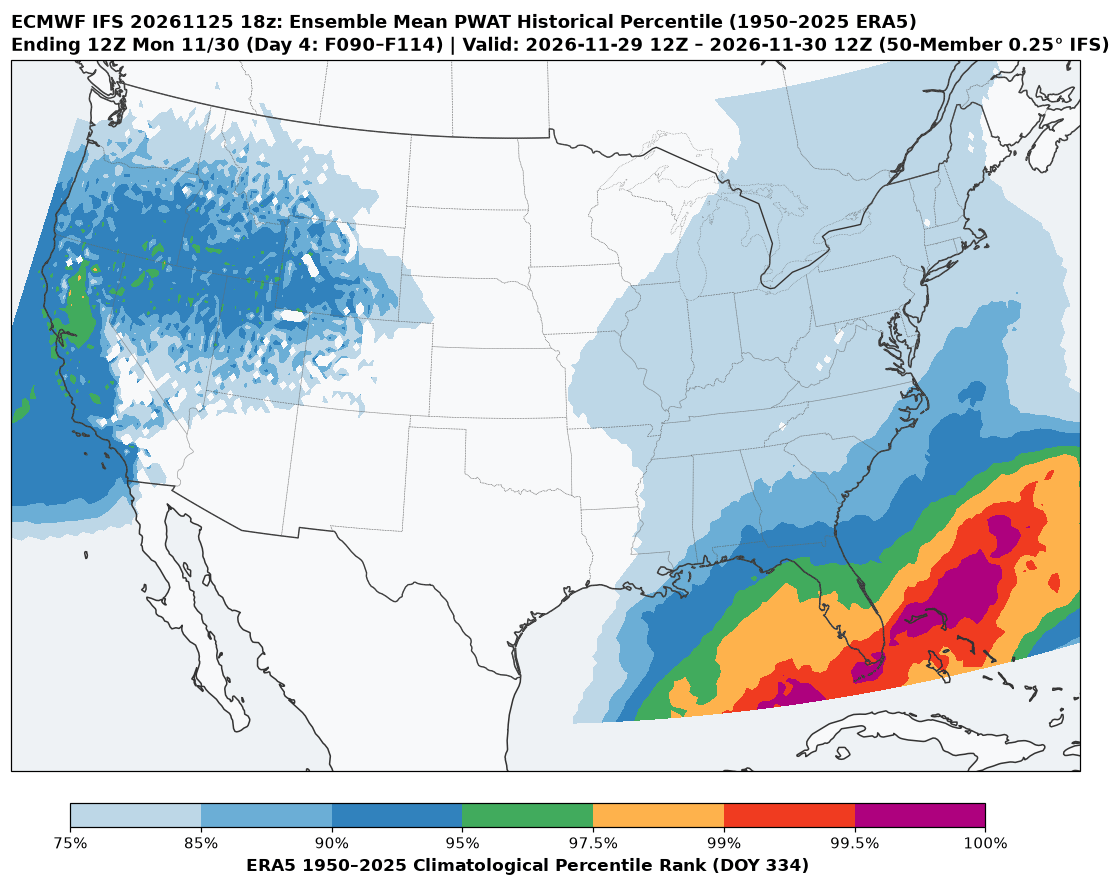 ECMWF IFS 20261125 18z: Ensemble Mean PWAT Historical Percentile (1950–2025 ERA5)
Ending 12Z Mon 11/30 (Day 4: F090–F114) | Valid: 2026-11-29 12Z – 2026-11-30 12Z (50-Member 0.25° IFS)
75% 85% 90% 95% 97.5% 99% 99.5% 100%
ERA5 1950–2025 Climatological Percentile Rank (DOY 334)